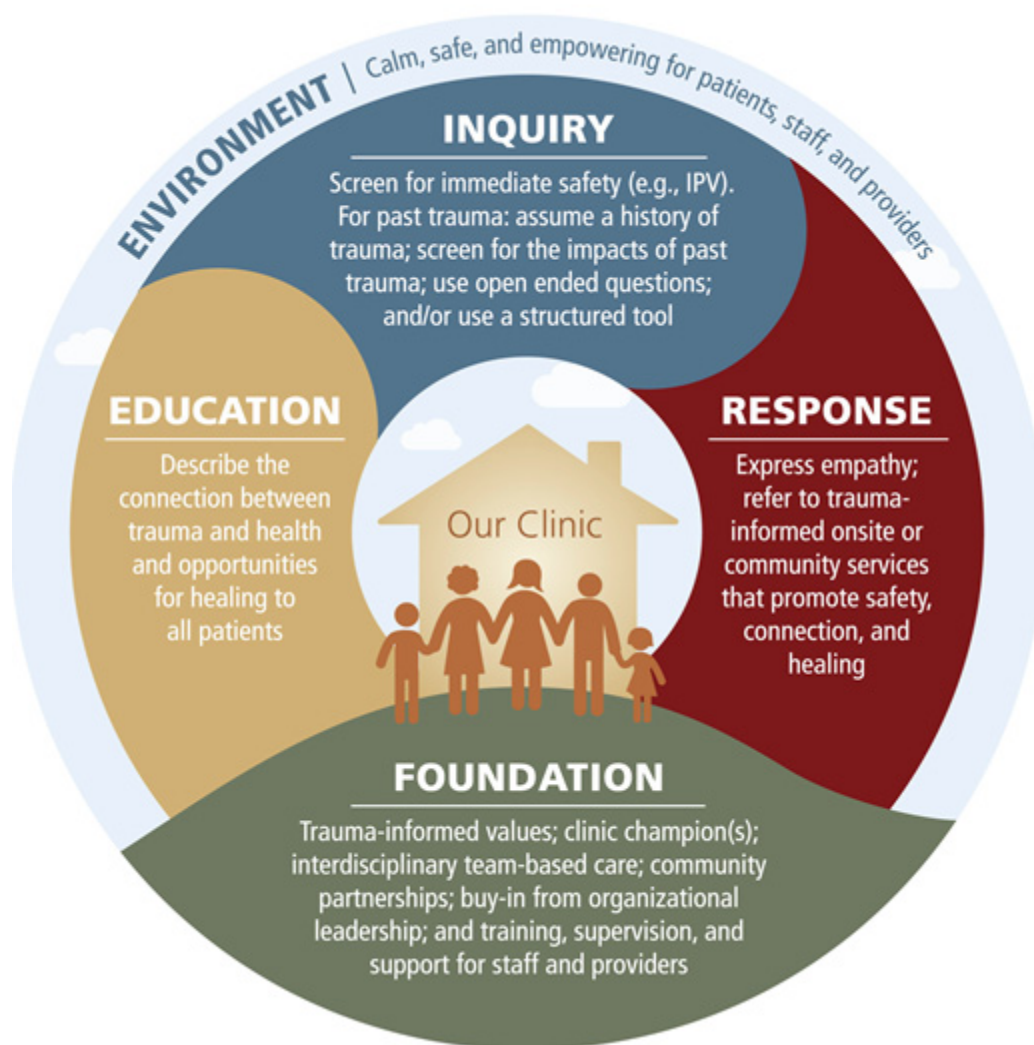 ENVIRONMENT | Calm, safe, and empowering for patients, staff, and providers
INQUIRY
Screen for immediate safety (e.g., IPV).
For past trauma: assume a history of
trauma; screen for the impacts of past
trauma; use open ended questions;
and/or use a structured tool
EDUCATION
Describe the
connection between
trauma and health
and opportunities
for healing to
all patients
Our Clinic
RESPONSE
Express empathy;
refer to trauma-
informed onsite or
community services
that promote safety,
connection, and
healing
FOUNDATION
Trauma-informed values; clinic champion(s);
interdisciplinary team-based care; community
partnerships; buy-in from organizational
leadership; and training, supervision, and
support for staff and providers